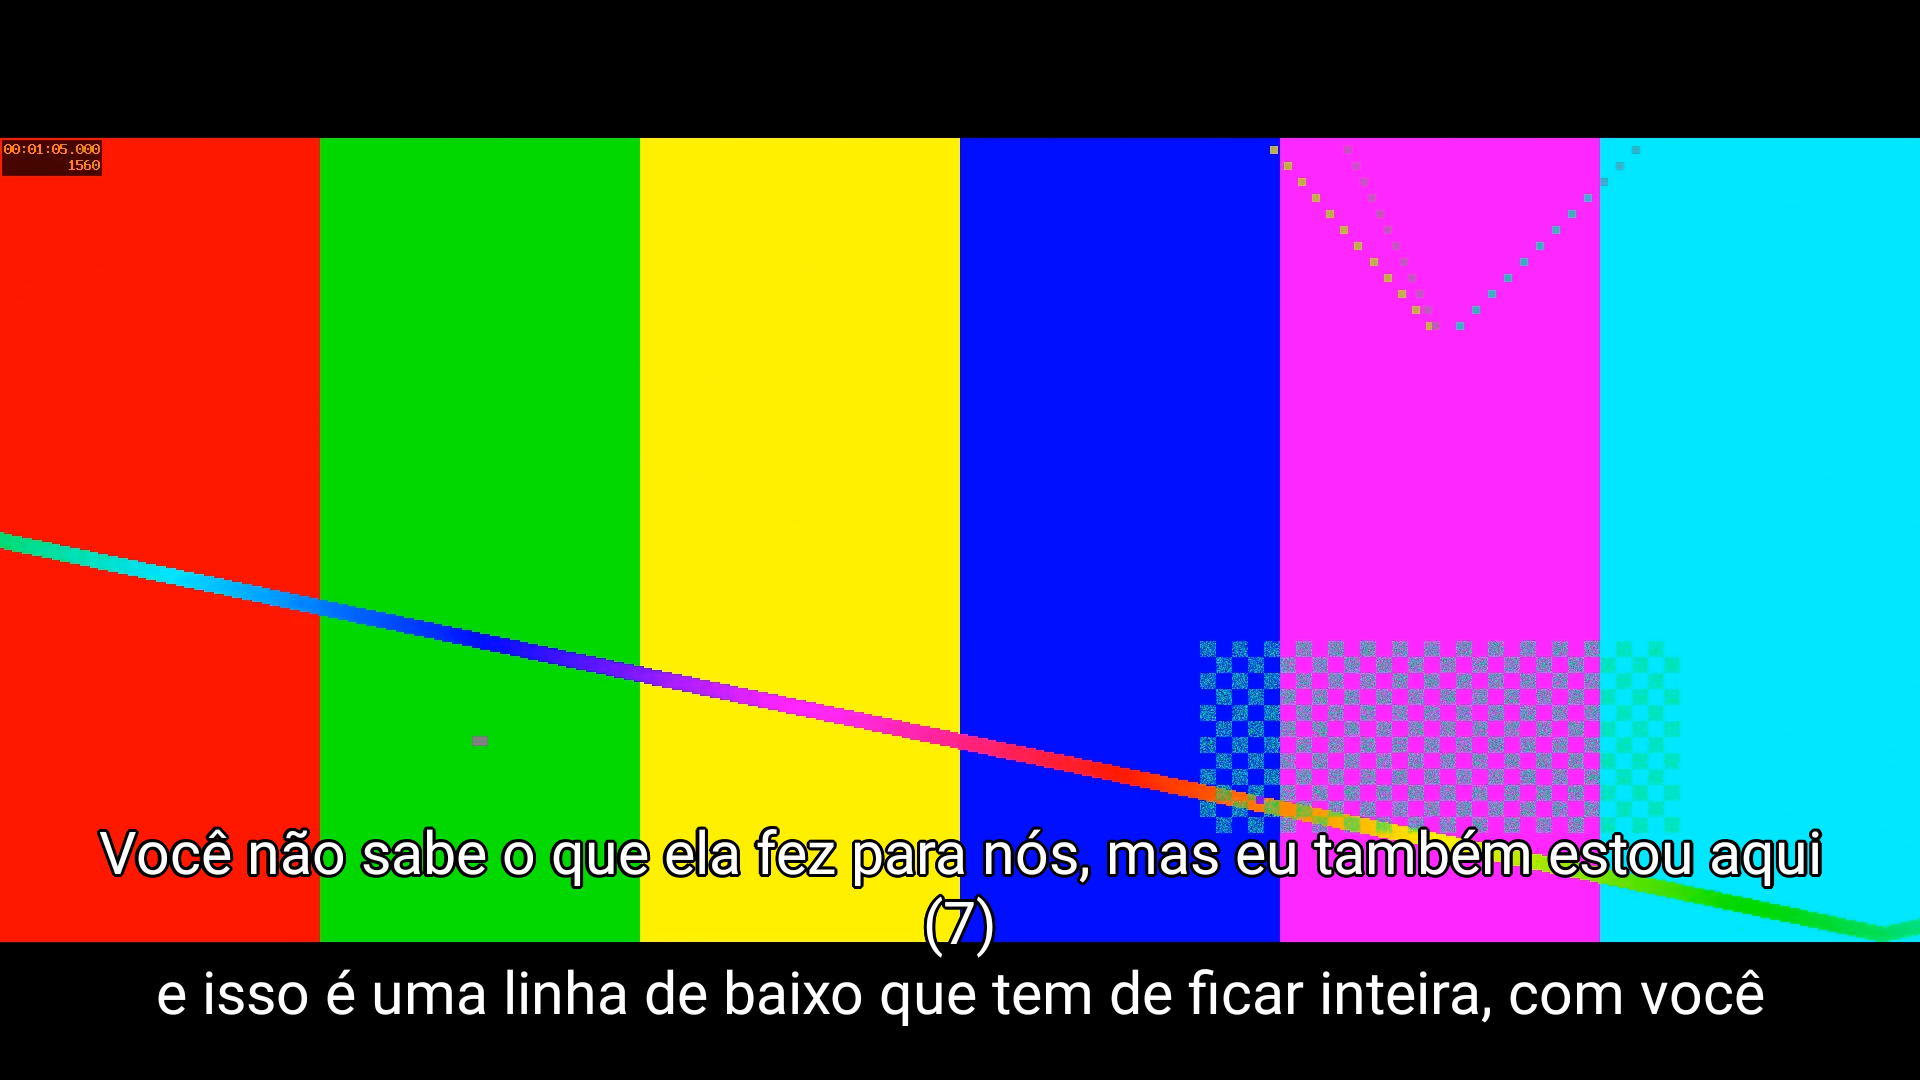 00:01:05.000
1560
Você não sabe o que ela fez para nós, mas eu também estou aqui
(7)
e isso é uma linha de baixo que tem de ficar inteira, com você